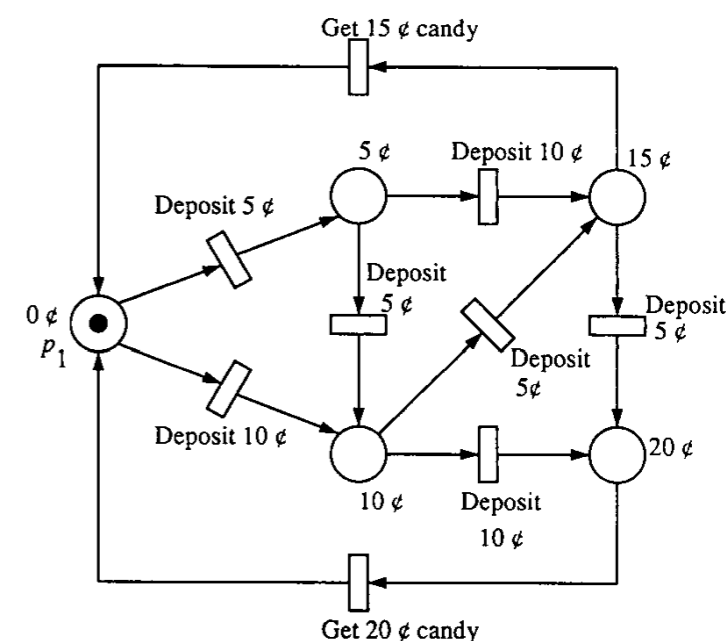 Get 15 ¢ candy
5 ¢
Deposit 10 ¢
15 ¢
Deposit 5 ¢
Deposit
5 ¢
0 ¢
p1
Deposit
5¢
Deposit
5 ¢
Deposit 10 ¢
10 ¢
Deposit
10 ¢
20 ¢
Get 20 ¢ candy